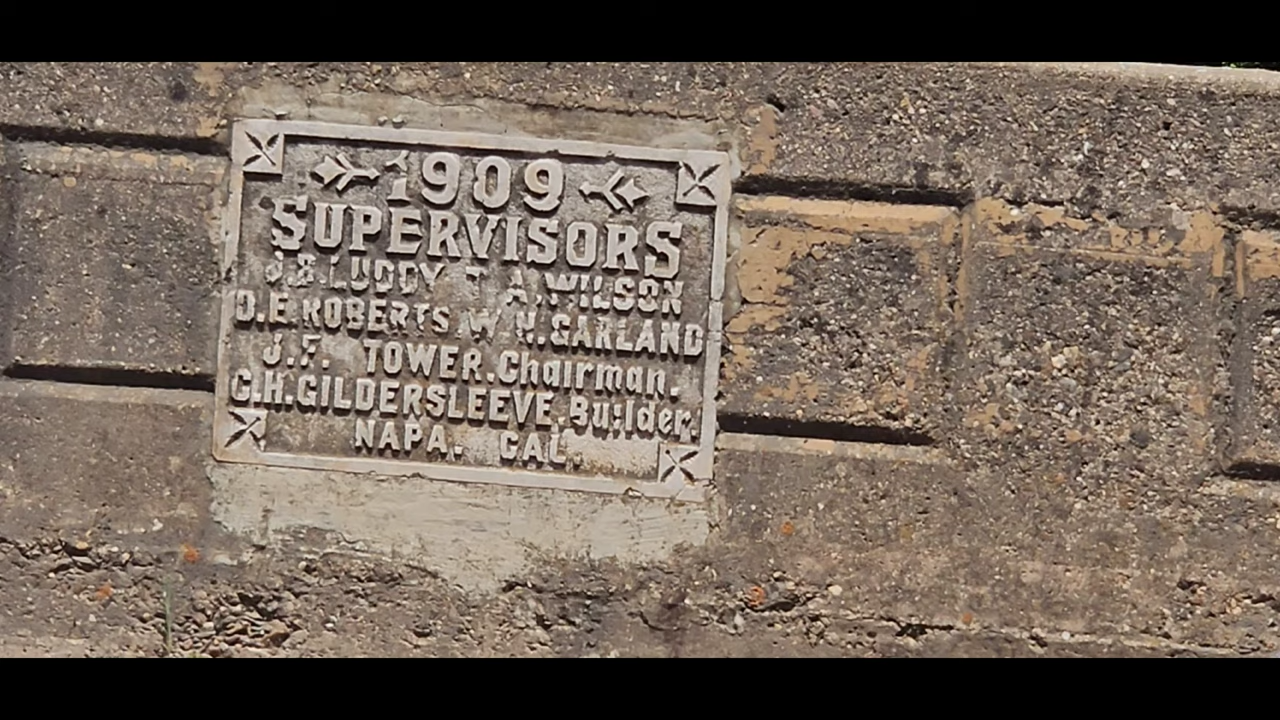 1909
SUPERVISORS
J.B. LUDDY T. A. WILSON
D.E. ROBERTS. W. N. GARLAND
J.F. TOWER. Chairman.
C.H. GILDERSLEEVE. Builder.
NAPA. CAL.